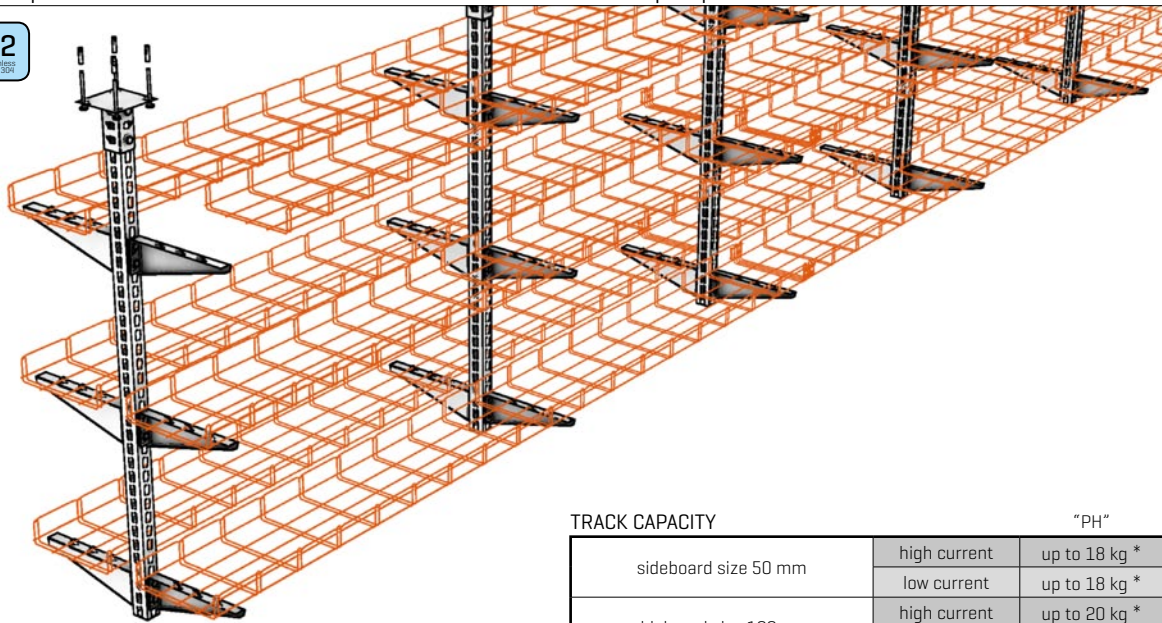 2
304
TRACK CAPACITY "PH"
sideboard size 50 mm
high current up to 18 kg *
low current up to 18 kg *
high current up to 20 kg *